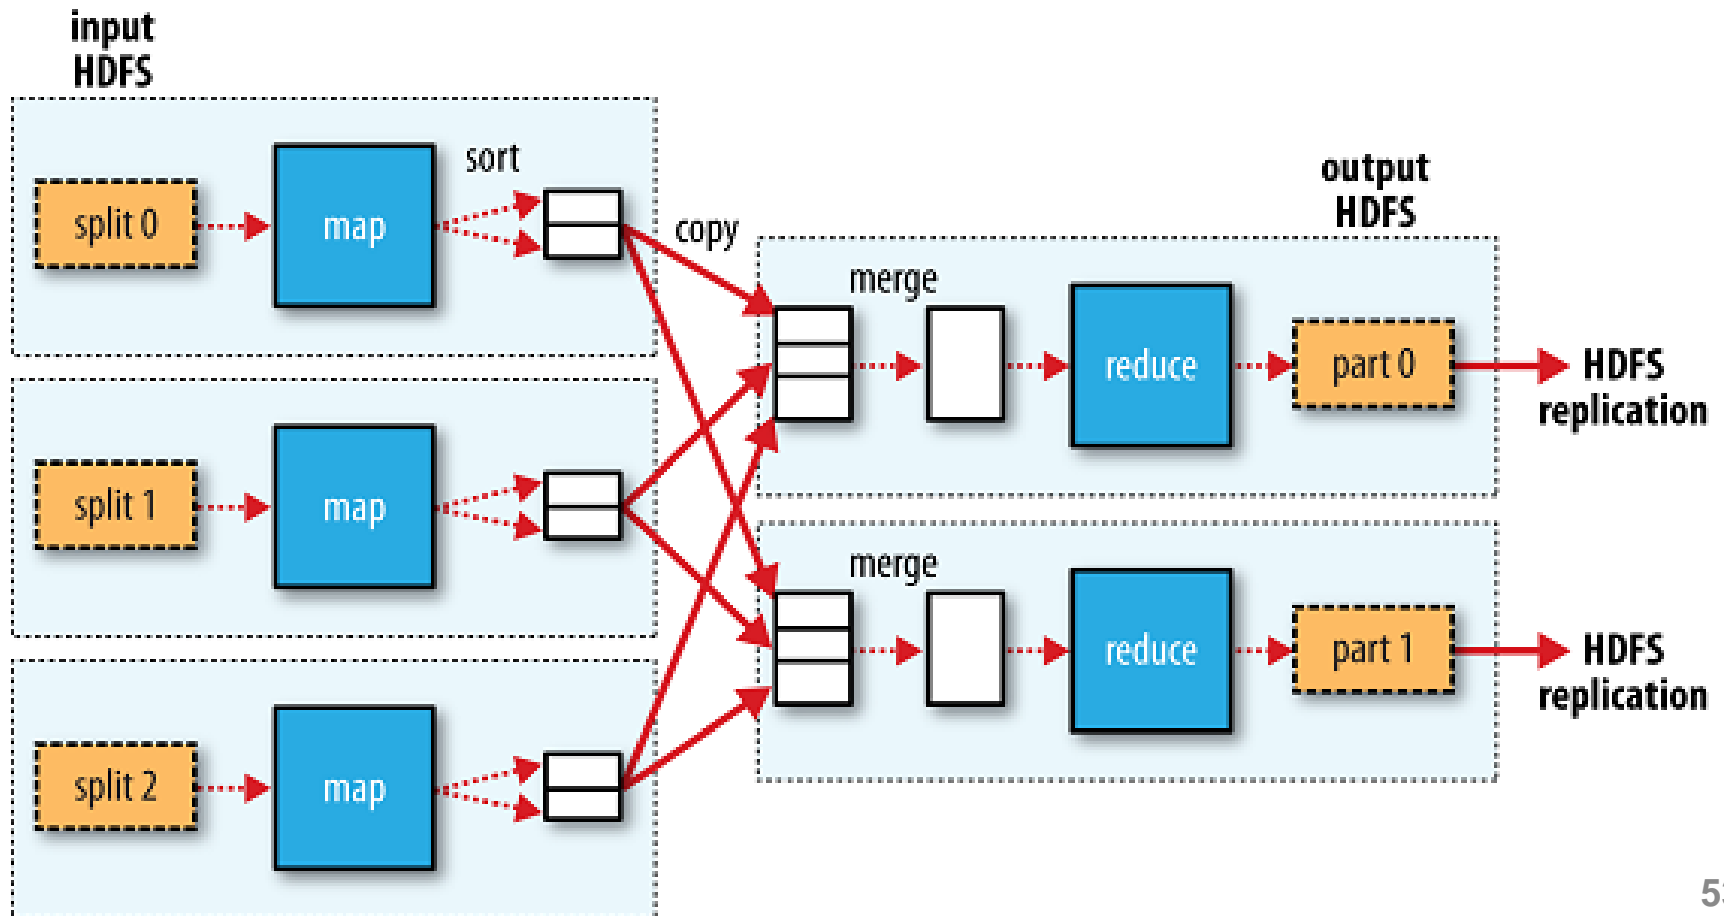 input
HDFS
split 0
map
sort
copy
split 1
map
split 2
map
output
HDFS
merge
reduce
part 0
HDFS
replication
merge
reduce
part 1
HDFS
replication